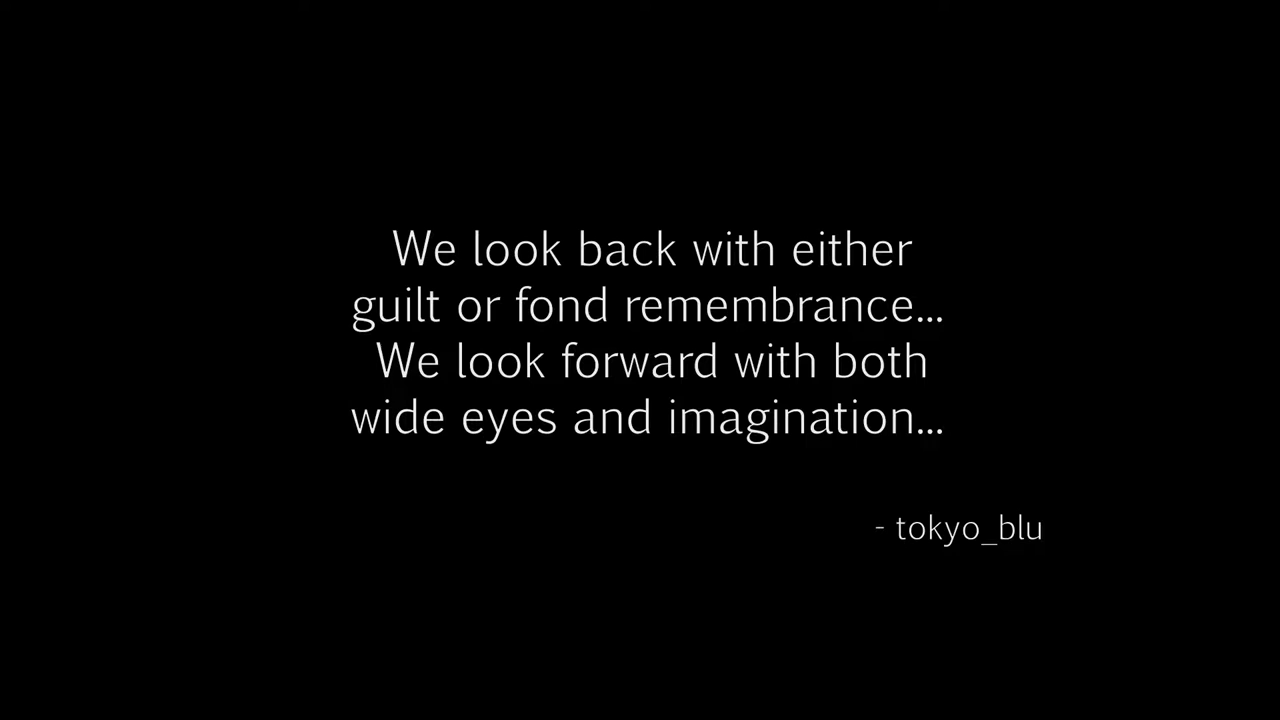 We look back with either
guilt or fond remembrance...
We look forward with both
wide eyes and imagination...
- tokyo_blu